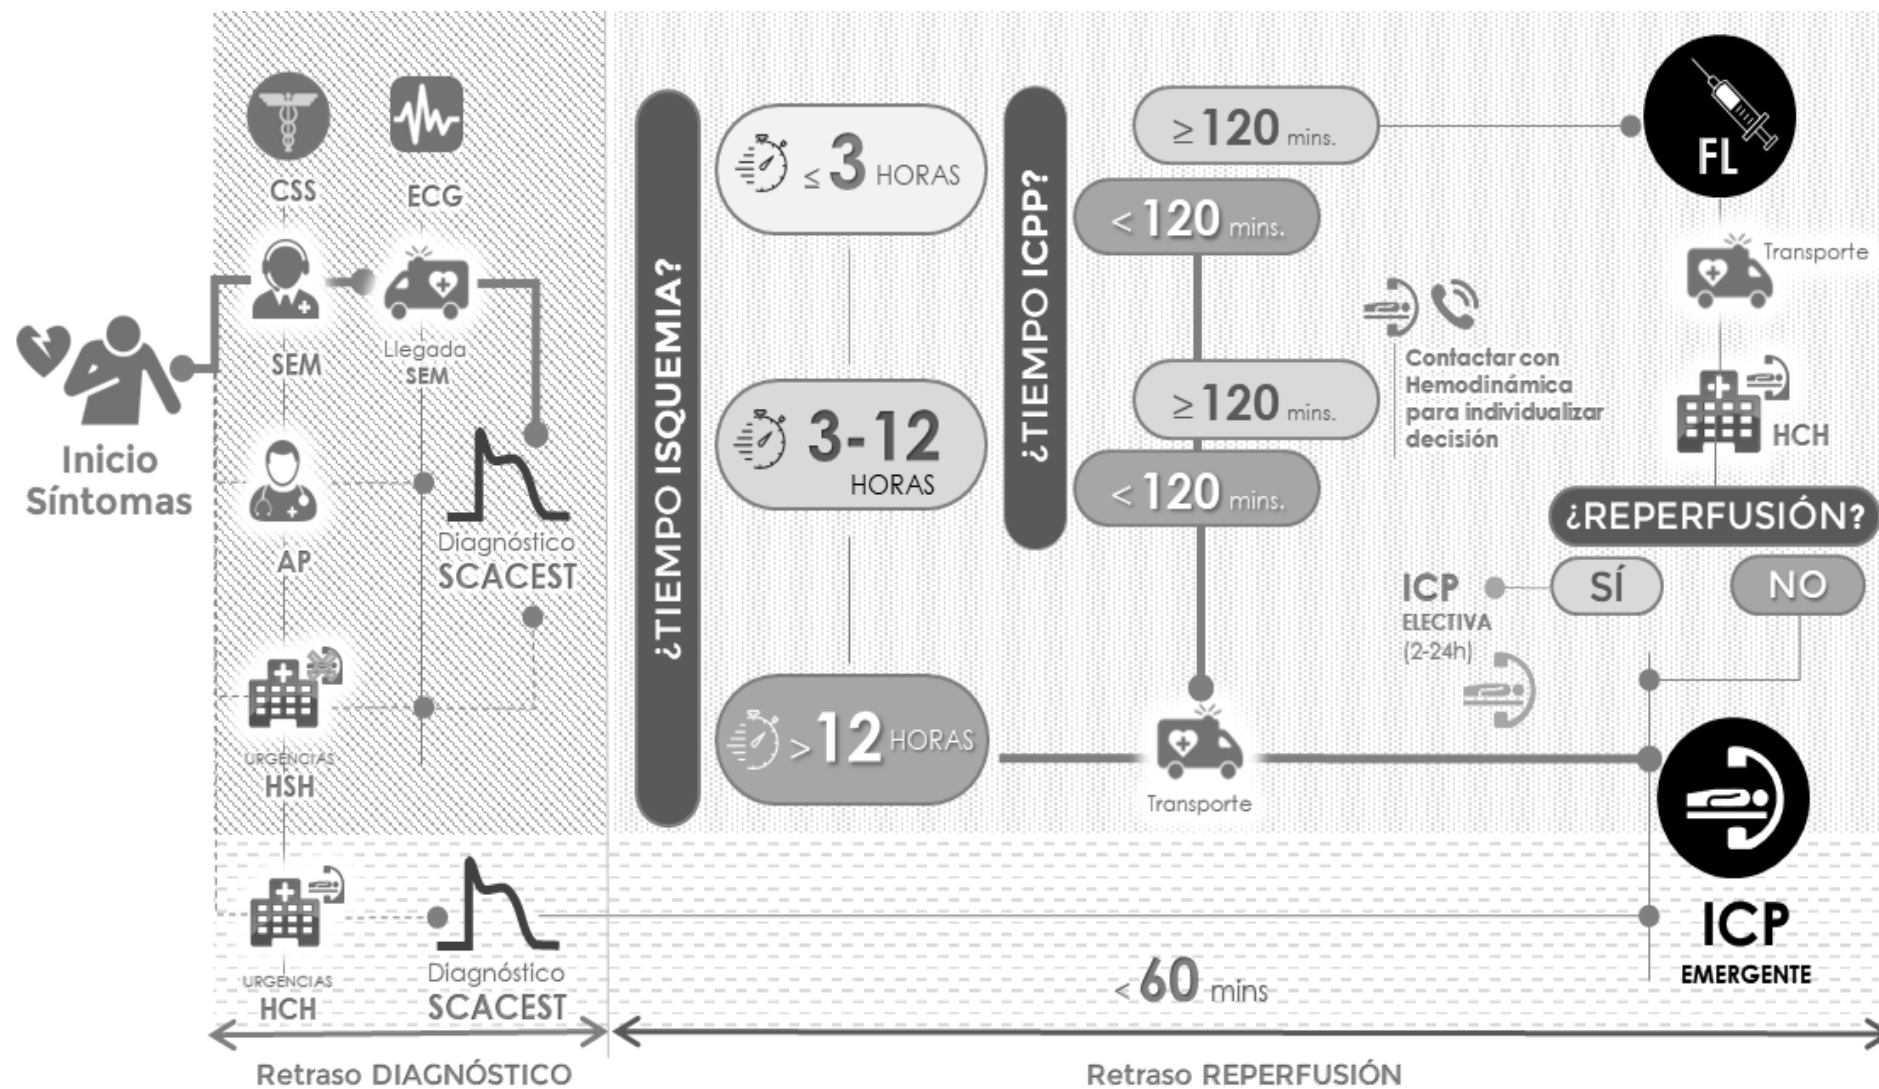 Inicio
Síntomas
CSS
ECG
SEM
Llegada
SEM
AP
Diagnóstico
SCACEST
URGENCIAS
HSH
URGENCIAS
HCH
Diagnóstico
SCACEST
Retraso DIAGNÓSTICO
¿TIEMPO ISQUEMIA?
≤ 3 HORAS
3-12
HORAS
> 12 HORAS
¿TIEMPO ICPP?
≥ 120 mins.
< 120 mins.
≥ 120 mins.
< 120 mins.
Contactar con
Hemodinámica
para individualizar
decisión
Transporte
FL
Transporte
HCH
¿REPERFUSIÓN?
SÍ
NO
ICP
ELECTIVA
(2-24h)
ICP
EMERGENTE
< 60 mins
Retraso REPERFUSIÓN